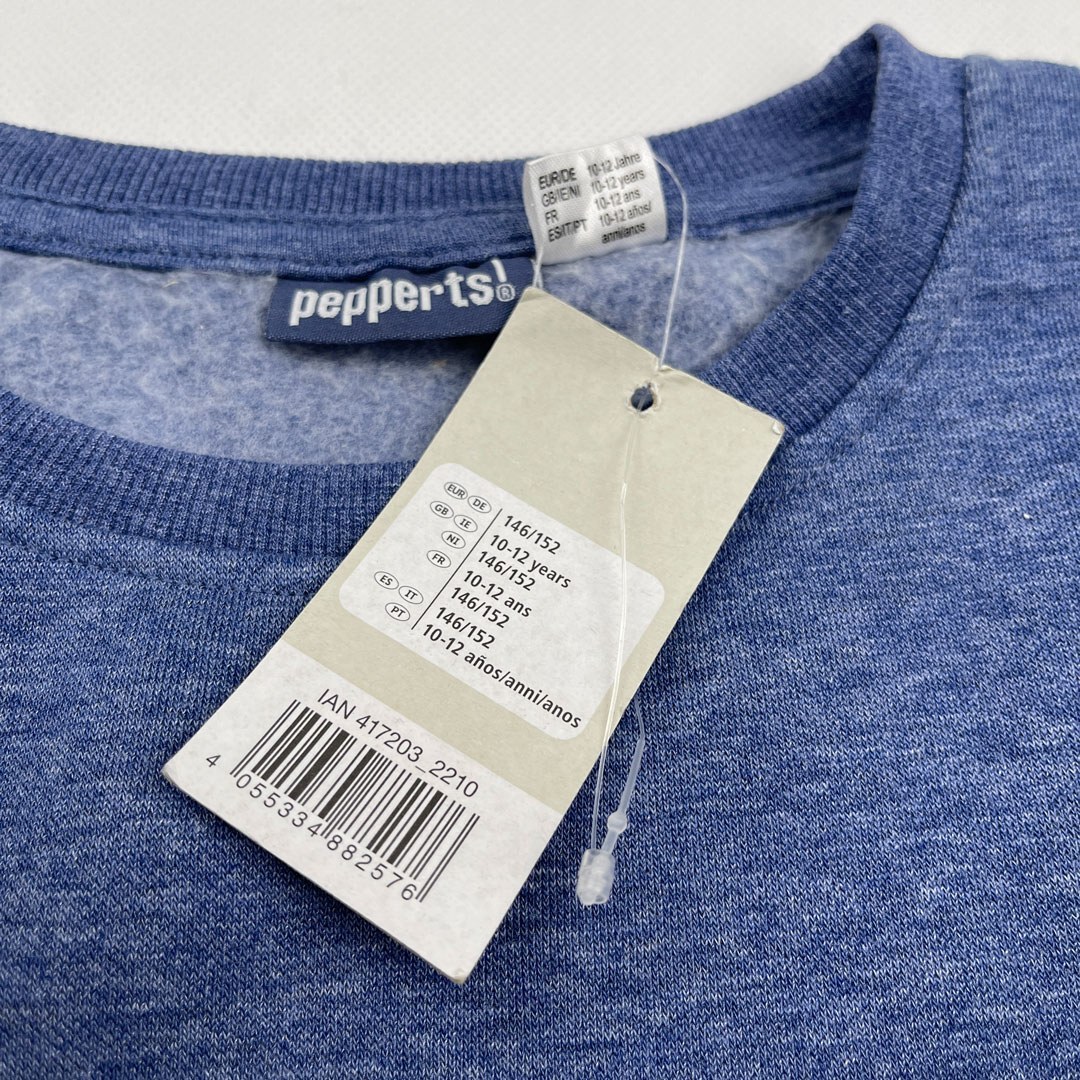 EUR/DE 10-12 Jahre
GB/IE/NI 10-12 years
FR 10-12 ans
ES/IT/PT 10-12 años/
anni/anos
pepperts!®
EUR DE 146/152
GB IE 10-12 years
NI 146/152
FR 10-12 ans
146/152
ES IT 146/152
PT 10-12 años/anni/anos
IAN 417203_2210
4 055334 882576